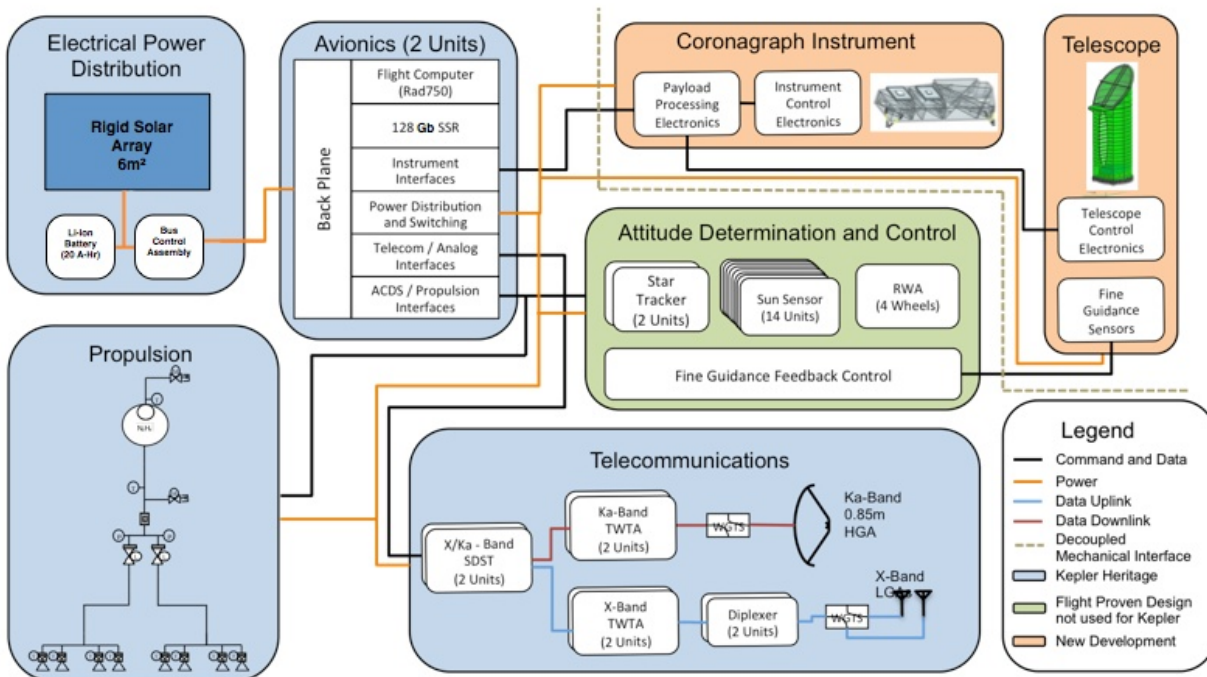 Electrical Power
Distribution
Rigid Solar
Array
6m²
Li-Ion
Battery
(20 A-Hr)
Bus
Control
Assembly
Avionics (2 Units)
Back Plane
Flight Computer
(Rad750)
128 Gb SSR
Instrument
Interfaces
Power Distribution
and Switching
Telecom / Analog
Interfaces
ACDS / Propulsion
Interfaces
Coronagraph Instrument
Payload
Processing
Electronics
Instrument
Control
Electronics
Telescope
Telescope
Control
Electronics
Fine
Guidance
Sensors
Attitude Determination and Control
Star
Tracker
(2 Units)
Sun Sensor
(14 Units)
RWA
(4 Wheels)
Fine Guidance Feedback Control
Propulsion
Telecommunications
X/Ka - Band
SDST
(2 Units)
Ka-Band
TWTA
(2 Units)
WGTS
Ka-Band
0.85m
HGA
X-Band
TWTA
(2 Units)
Diplexer
(2 Units)
WGTS
X-Band
Legend
Command and Data
Power
Data Uplink
Data Downlink
Decoupled
Mechanical Interface
Kepler Heritage
Flight Proven Design
not used for Kepler
New Development